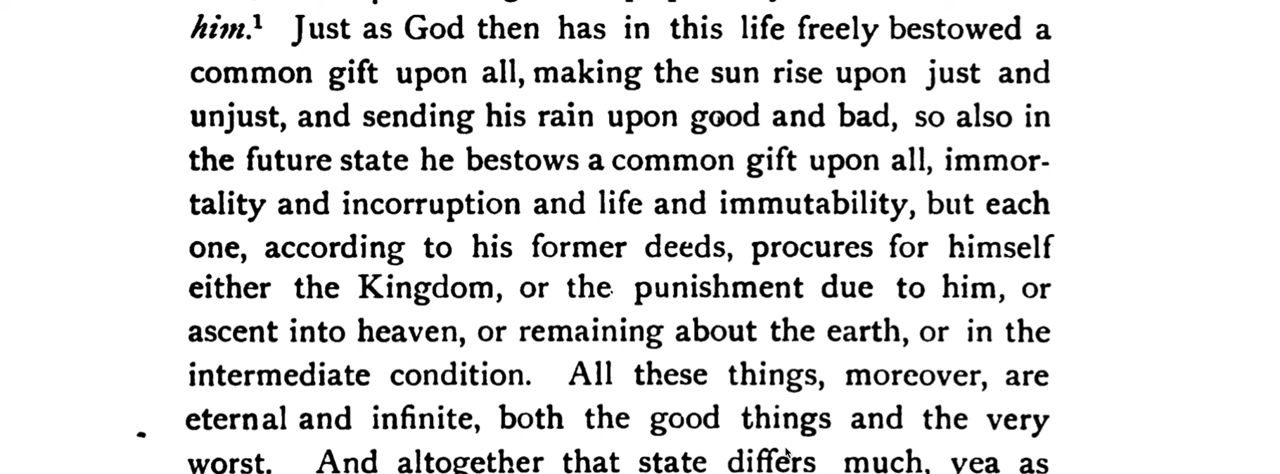 him.¹ Just as God then has in this life freely bestowed a
common gift upon all, making the sun rise upon just and
unjust, and sending his rain upon good and bad, so also in
the future state he bestows a common gift upon all, immor-
tality and incorruption and life and immutability, but each
one, according to his former deeds, procures for himself
either the Kingdom, or the punishment due to him, or
ascent into heaven, or remaining about the earth, or in the
intermediate condition. All these things, moreover, are
eternal and infinite, both the good things and the very
worst. And altogether that state differs much, yea as